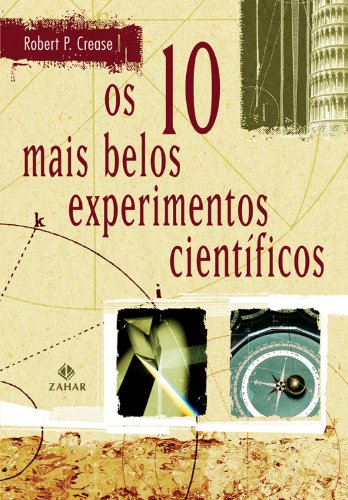 Robert P. Crease
os 10
mais belos
experimentos
científicos
k
k
ZAHAR